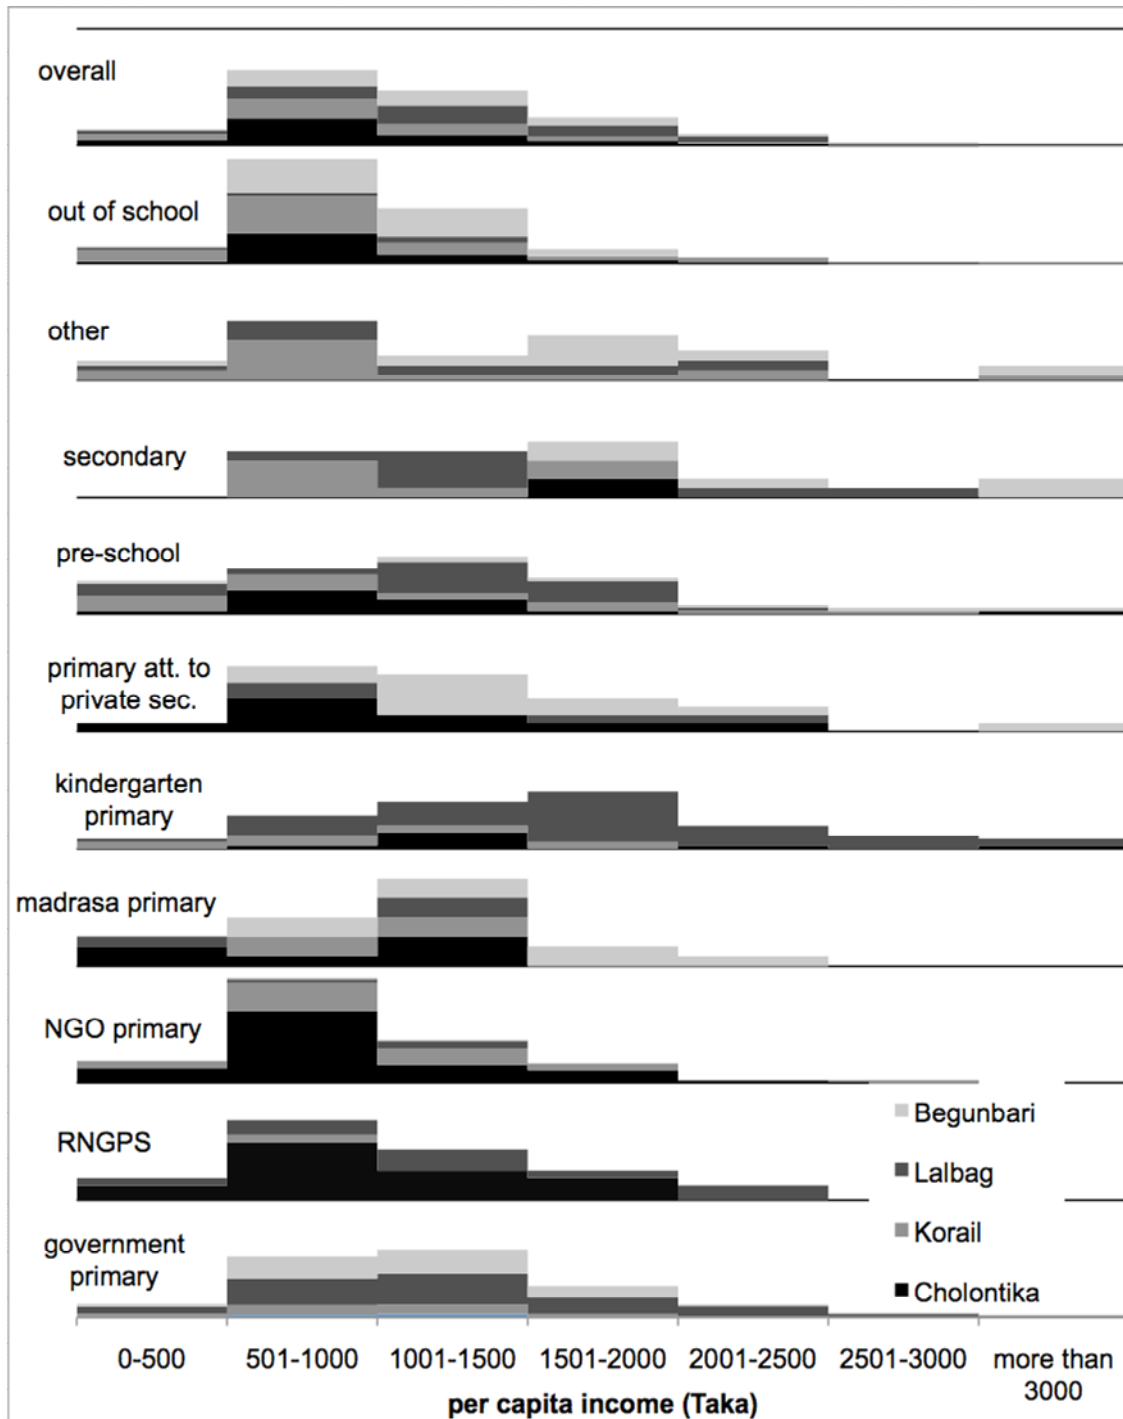 overall
out of school
other
secondary
pre-school
primary att. to
private sec.
kindergarten
primary
madrasa primary
NGO primary
RNGPS
government
primary
Begunbari
Lalbag
Korail
Cholontika
0-500
501-1000
1001-1500
1501-2000
2001-2500
2501-3000
more than
3000
per capita income (Taka)